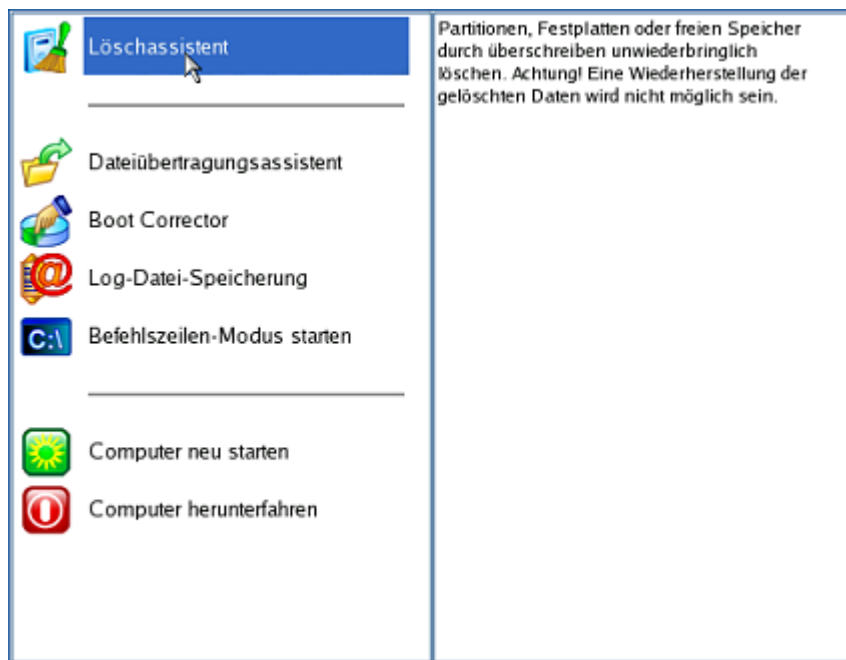 Löschassistent
Dateiübertragungsassistent
Boot Corrector
@
Log-Datei-Speicherung
C:\
Befehlszeilen-Modus starten
Computer neu starten
Computer herunterfahren
Partitionen, Festplatten oder freien Speicher
durch überschreiben unwiederbringlich
löschen. Achtung! Eine Wiederherstellung der
gelöschten Daten wird nicht möglich sein.